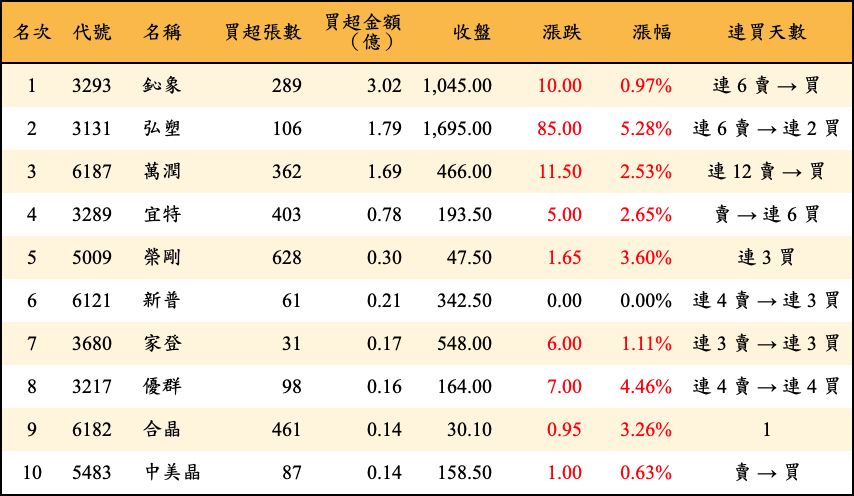 名次 代號 名稱 買超張數 買超金額（億） 收盤 漲跌 漲幅 連買天數
1 3293 鈊象 289 3.02 1,045.00 10.00 0.97% 連 6 賣 → 買
2 3131 弘塑 106 1.79 1,695.00 85.00 5.28% 連 6 賣 → 連 2 買
3 6187 萬潤 362 1.69 466.00 11.50 2.53% 連 12 賣 → 買
4 3289 宜特 403 0.78 193.50 5.00 2.65% 賣 → 連 6 買
5 5009 榮剛 628 0.30 47.50 1.65 3.60% 連 3 買
6 6121 新普 61 0.21 342.50 0.00 0.00% 連 4 賣 → 連 3 買
7 3680 家登 31 0.17 548.00 6.00 1.11% 連 3 賣 → 連 3 買
8 3217 優群 98 0.16 164.00 7.00 4.46% 連 4 賣 → 連 4 買
9 6182 合晶 461 0.14 30.10 0.95 3.26% 1
10 5483 中美晶 87 0.14 158.50 1.00 0.63% 賣 → 買